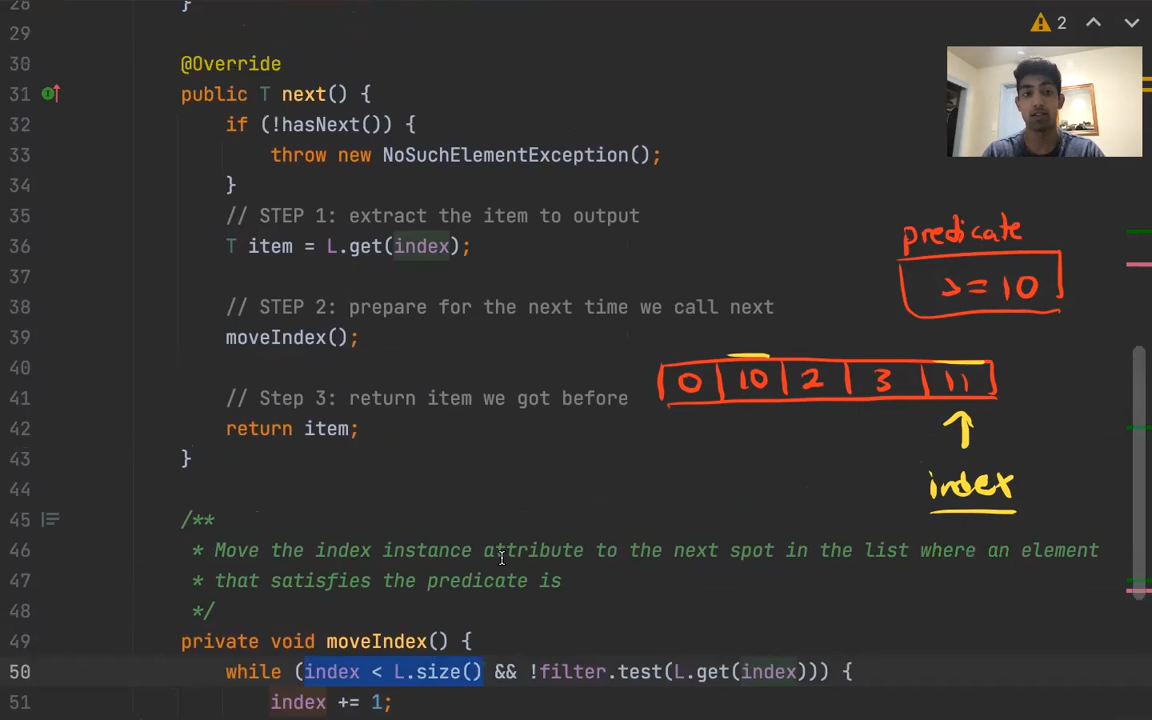 28 }
29
⚠ 2
30 @Override
31 public T next() {
32 if (!hasNext()) {
33 throw new NoSuchElementException();
34 }
35 // STEP 1: extract the item to output
predicate
36 T item = L.get(index);
37
>=10
38 // STEP 2: prepare for the next time we call next
39 moveIndex();
40
0 10 2 3 11
41 // Step 3: return item we got before
42 return item;
43 }
index
44
45 /**
46 * Move the index instance attribute to the next spot in the list where an element
47 * that satisfies the predicate is
48 */
49 private void moveIndex() {
50 while (index < L.size() && !filter.test(L.get(index))) {
51 index += 1;